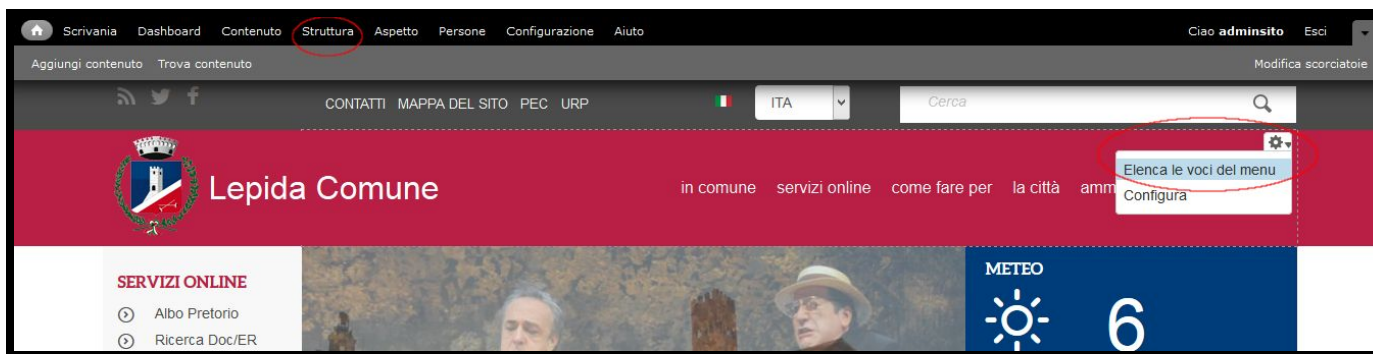 Scrivania Dashboard Contenuto Struttura Aspetto Persone Configurazione Aiuto Ciao adminsito Esci
Aggiungi contenuto Trova contenuto Modifica scorciatoie
CONTATTI MAPPA DEL SITO PEC URP ITA Cerca
Lepida Comune in comune servizi online come fare per la città amm
Elenca le voci del menu
Configura
SERVIZI ONLINE METEO
Albo Pretorio 6
Ricerca Doc/ER